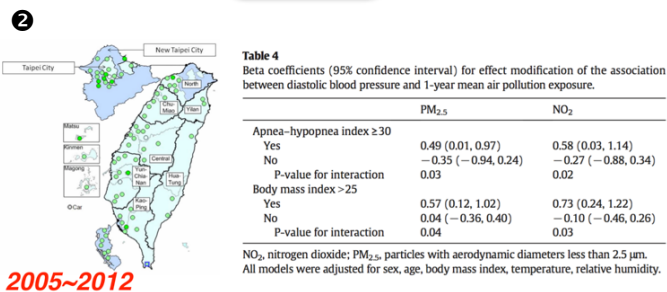 ❷
New Taipei City
Taipei City
North
Chu-
Miao
Yilan
Matsu
Kinmen
Magong
Central
Yun-
Chia-
Nan
Hua-
Tung
Kao-
Ping
Car
2005~2012
Table 4
Beta coefficients (95% confidence interval) for effect modification of the association
between diastolic blood pressure and 1-year mean air pollution exposure.
PM2.5 NO2
Apnea–hypopnea index ≥30
Yes 0.49 (0.01, 0.97) 0.58 (0.03, 1.14)
No −0.35 (−0.94, 0.24) −0.27 (−0.88, 0.34)
P-value for interaction 0.03 0.02
Body mass index >25
Yes 0.57 (0.12, 1.02) 0.73 (0.24, 1.22)
No 0.04 (−0.36, 0.40) −0.10 (−0.46, 0.26)
P-value for interaction 0.04 0.03
NO2, nitrogen dioxide; PM2.5, particles with aerodynamic diameters less than 2.5 μm.
All models were adjusted for sex, age, body mass index, temperature, relative humidity.